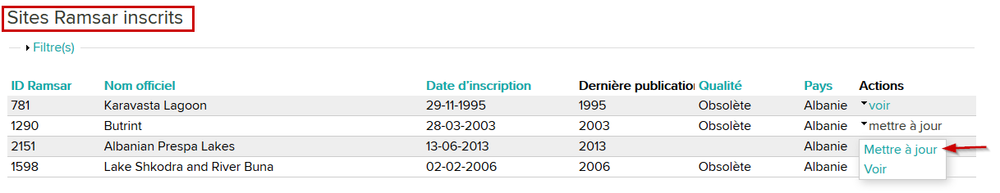 Sites Ramsar inscrits
Filtre(s)
ID Ramsar Nom officiel Date d'inscription Dernière publication Qualité Pays Actions
781 Karavasta Lagoon 29-11-1995 1995 Obsolète Albanie voir
1290 Butrint 28-03-2003 2003 Obsolète Albanie mettre à jour
2151 Albanian Prespa Lakes 13-06-2013 2013 Albanie Mettre à jour
1598 Lake Shkodra and River Buna 02-02-2006 2006 Obsolète Albanie Voir